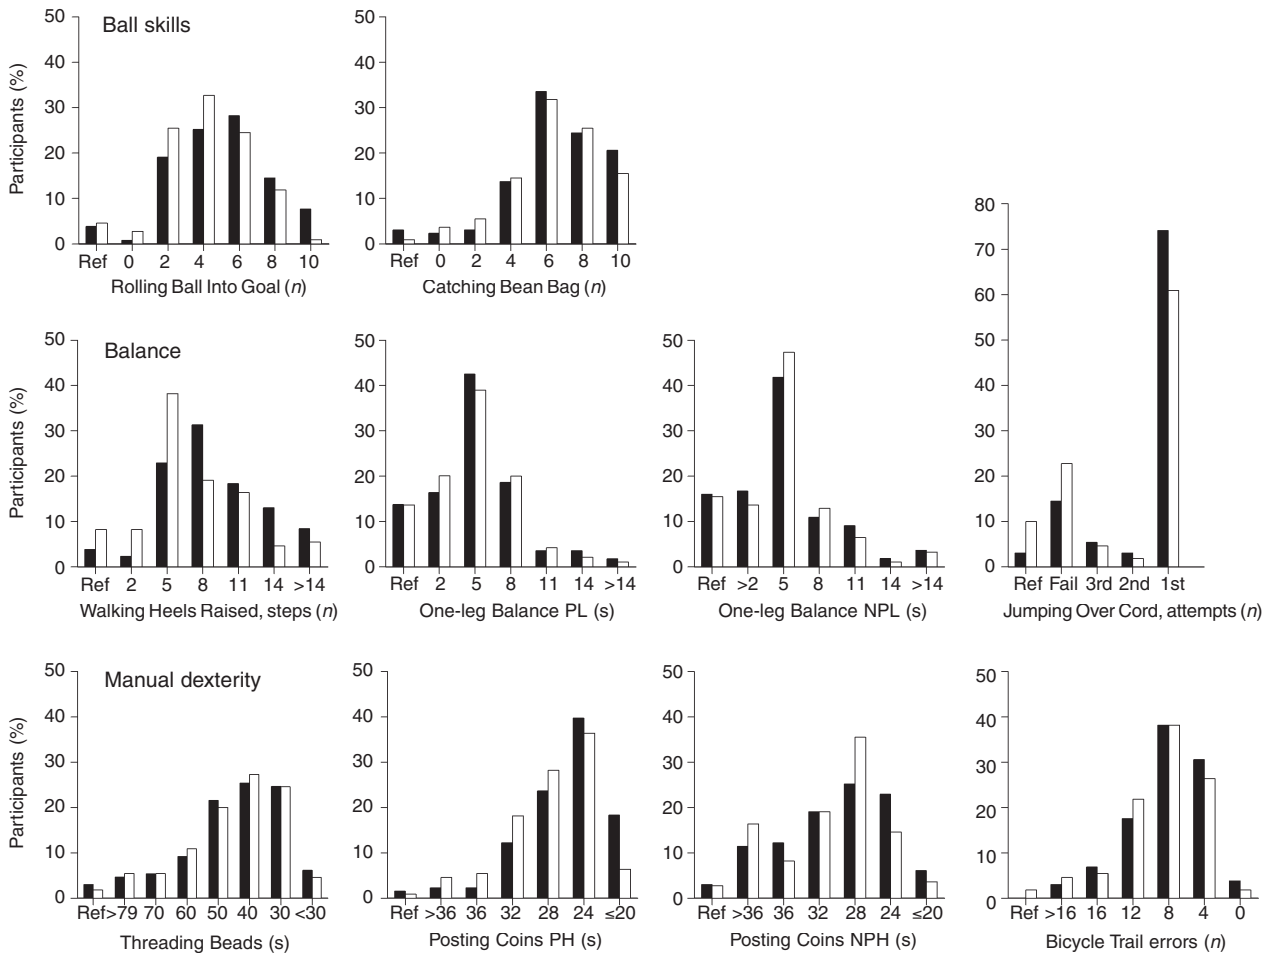 Ball skills
Participants (%)
50
40
30
20
10
0
Ref 0 2 4 6 8 10
Rolling Ball Into Goal (n)
50
40
30
20
10
0
Ref 0 2 4 6 8 10
Catching Bean Bag (n)
Balance
Participants (%)
50
40
30
20
10
0
Ref 2 5 8 11 14 >14
Walking Heels Raised, steps (n)
50
40
30
20
10
0
Ref 2 5 8 11 14 >14
One-leg Balance PL (s)
50
40
30
20
10
0
Ref >2 5 8 11 14 >14
One-leg Balance NPL (s)
80
70
60
50
40
30
20
10
0
Ref Fail 3rd 2nd 1st
Jumping Over Cord, attempts (n)
Manual dexterity
Participants (%)
50
40
30
20
10
0
Ref >79 70 60 50 40 30 <30
Threading Beads (s)
50
40
30
20
10
0
Ref >36 36 32 28 24 ≤20
Posting Coins PH (s)
50
40
30
20
10
0
Ref >36 36 32 28 24 ≤20
Posting Coins NPH (s)
50
40
30
20
10
0
Ref >16 16 12 8 4 0
Bicycle Trail errors (n)